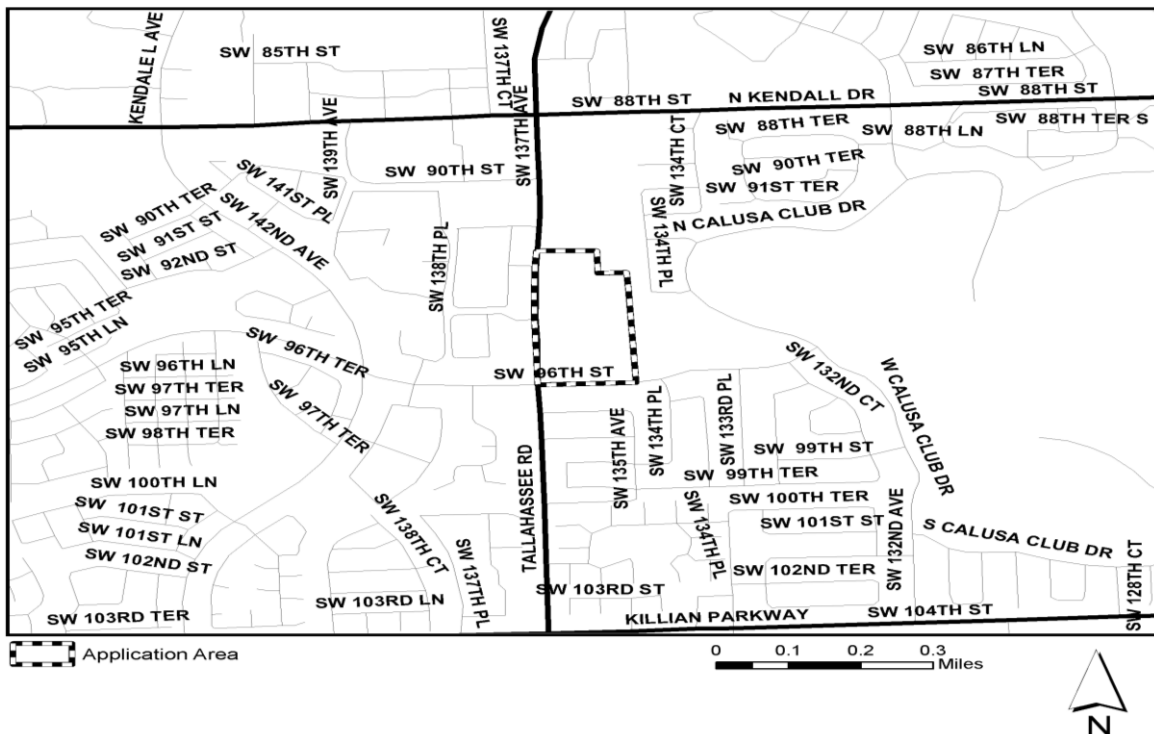 KENDALE L AVE
SW 85TH ST
SW 137TH CT
SW 137TH AVE
SW 86TH LN
SW 87TH TER
SW 88TH ST
SW 88TH ST
N KENDALL DR
SW 88TH TER
SW 88TH LN
SW 88TH TER S
SW 139TH AVE
SW 90TH ST
SW 134TH CT
SW 90TH TER
SW 91ST TER
N CALUSA CLUB DR
SW 134TH PL
SW 141ST PL
SW 142ND AVE
SW 90TH TER
SW 91ST ST
SW 92ND ST
SW 138TH PL
SW 95TH TER
SW 95TH LN
SW 96TH TER
SW 96TH ST
SW 96TH LN
SW 97TH TER
SW 97TH LN
SW 98TH TER
SW 97TH TER
SW 132ND CT
W CALUSA CLUB DR
SW 135TH AVE
SW 134TH PL
SW 133RD PL
SW 99TH ST
SW 99TH TER
SW 100TH TER
SW 101ST ST
SW 132ND AVE
S CALUSA CLUB DR
SW 100TH LN
SW 101ST ST
SW 101ST LN
SW 102ND ST
SW 138TH CT
TALLAHASSEE RD
SW 134TH PL
SW 102ND TER
SW 128TH CT
SW 103RD TER
SW 103RD LN
SW 137TH PL
SW 103RD ST
KILLIAN PARKWAY
SW 104TH ST
Application Area
0 0.1 0.2 0.3
Miles
N